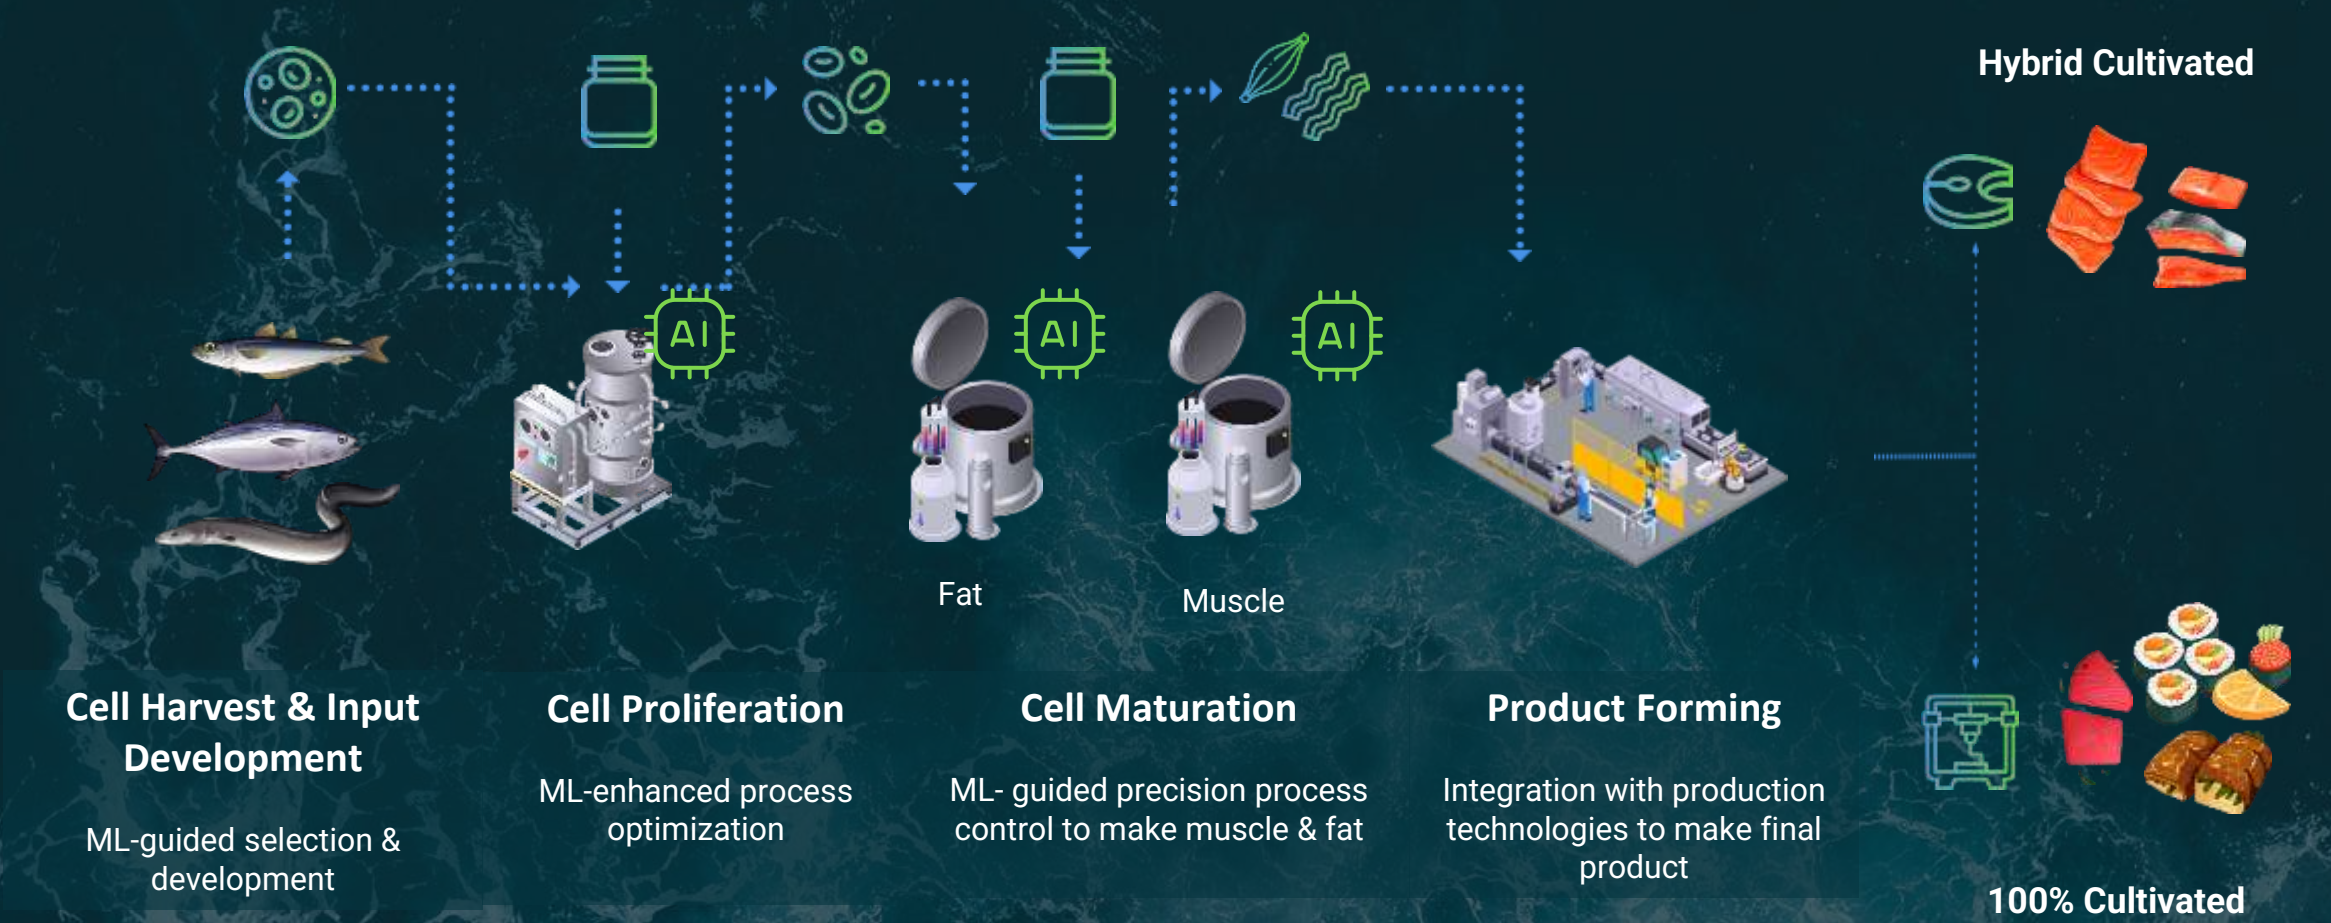 Hybrid Cultivated
AI
AI
AI
Fat
Muscle
Cell Harvest & Input
Development
ML-guided selection &
development
Cell Proliferation
ML-enhanced process
optimization
Cell Maturation
ML- guided precision process
control to make muscle & fat
Product Forming
Integration with production
technologies to make final
product
100% Cultivated